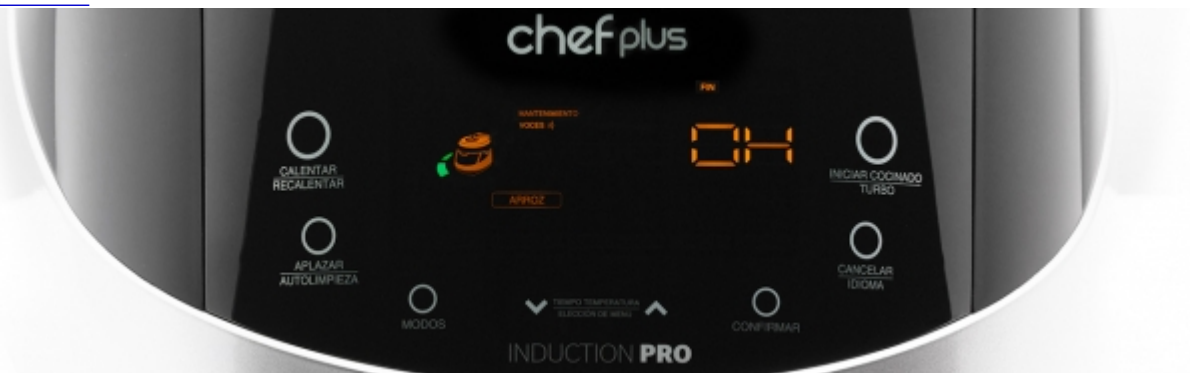 chef plus
FIN
MANTENIMIENTO
VOCES
0H
CALENTAR
RECALENTAR
INICIAR COCINADO
TURBO
ARROZ
APLAZAR
AUTOLIMPIEZA
CANCELAR
IDIOMA
MODOS
TIEMPO TEMPERATURA
ELECCIÓN DE MENÚ
CONFIRMAR
INDUCTION PRO